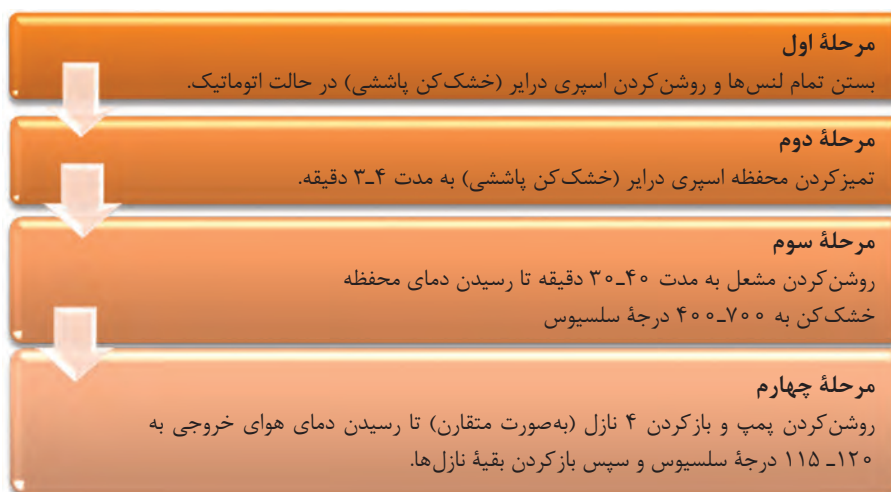 مرحلهٔ اول
بستن تمام لنس‌ها و روشن‌کردن اسپری درایر (خشک‌کن پاششی) در حالت اتوماتیک.
مرحلهٔ دوم
تمیزکردن محفظه اسپری درایر (خشک‌کن پاششی) به مدت ۴ـ۳ دقیقه.
مرحلهٔ سوم
روشن‌کردن مشعل به مدت ۴۰ـ۳۰ دقیقه تا رسیدن دمای محفظه
خشک‌کن به ۷۰۰ـ۴۰۰ درجهٔ سلسیوس
مرحلهٔ چهارم
روشن‌کردن پمپ و بازکردن ۴ نازل (به‌صورت متقارن) تا رسیدن دمای هوای خروجی به
۱۲۰ـ ۱۱۵ درجهٔ سلسیوس و سپس بازکردن بقیهٔ نازل‌ها.